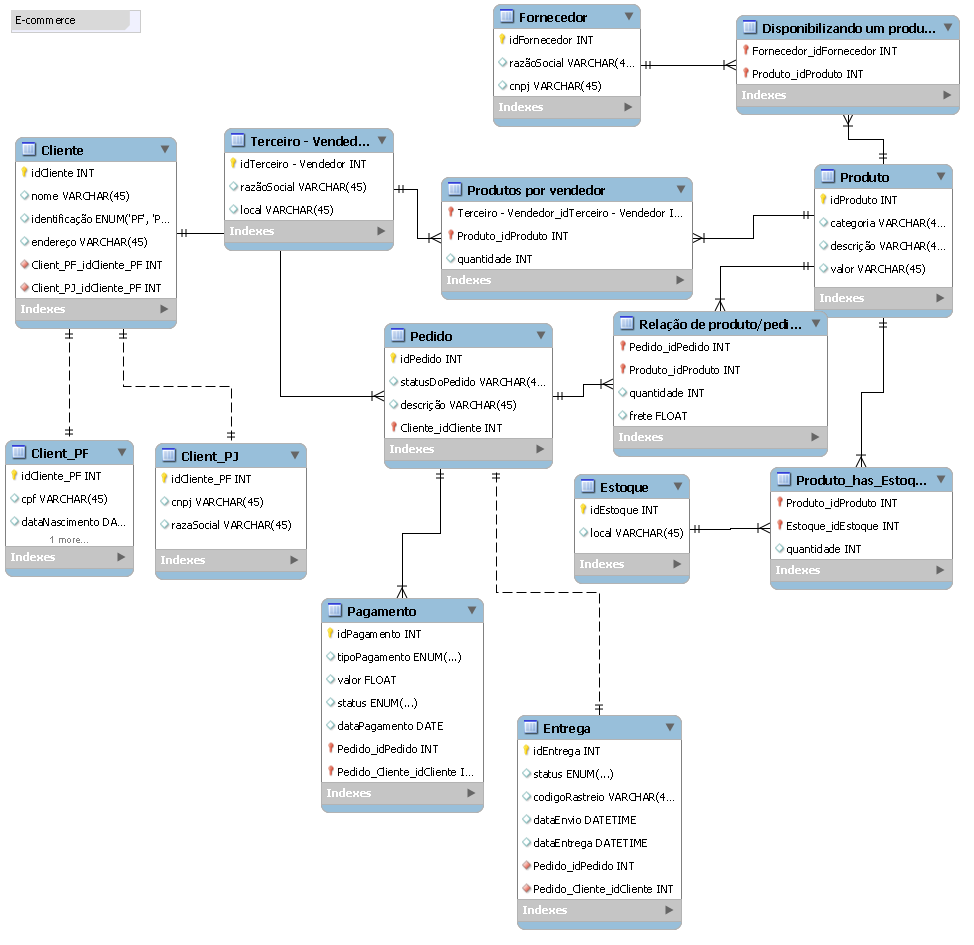 E-commerce
Fornecedor
idFornecedor INT
razãoSocial VARCHAR(4...
cnpj VARCHAR(45)
Indexes
Disponibilizando um produ...
Fornecedor_idFornecedor INT
Produto_idProduto INT
Indexes
Cliente
idCliente INT
nome VARCHAR(45)
identificação ENUM('PF', 'P...
endereço VARCHAR(45)
Client_PF_idCliente_PF INT
Client_PJ_idCliente_PF INT
Indexes
Terceiro - Vended...
idTerceiro - Vendedor INT
razãoSocial VARCHAR(45)
local VARCHAR(45)
Indexes
Produtos por vendedor
Terceiro - Vendedor_idTerceiro - Vendedor I...
Produto_idProduto INT
quantidade INT
Indexes
Produto
idProduto INT
categoria VARCHAR(4...
descrição VARCHAR(4...
valor VARCHAR(45)
Indexes
Pedido
idPedido INT
statusDoPedido VARCHAR(4...
descrição VARCHAR(45)
Cliente_idCliente INT
Indexes
Relação de produto/pedi...
Pedido_idPedido INT
Produto_idProduto INT
quantidade INT
frete FLOAT
Indexes
Client_PF
idCliente_PF INT
cpf VARCHAR(45)
dataNascimento DA...
1 more...
Indexes
Client_PJ
idCliente_PF INT
cnpj VARCHAR(45)
razaSocial VARCHAR(45)
Indexes
Estoque
idEstoque INT
local VARCHAR(45)
Indexes
Produto_has_Estoq...
Produto_idProduto INT
Estoque_idEstoque INT
quantidade INT
Indexes
Pagamento
idPagamento INT
tipoPagamento ENUM(...)
valor FLOAT
status ENUM(...)
dataPagamento DATE
Pedido_idPedido INT
Pedido_Cliente_idCliente I...
Indexes
Entrega
idEntrega INT
status ENUM(...)
codigoRastreio VARCHAR(4...
dataEnvio DATETIME
dataEntrega DATETIME
Pedido_idPedido INT
Pedido_Cliente_idCliente INT
Indexes